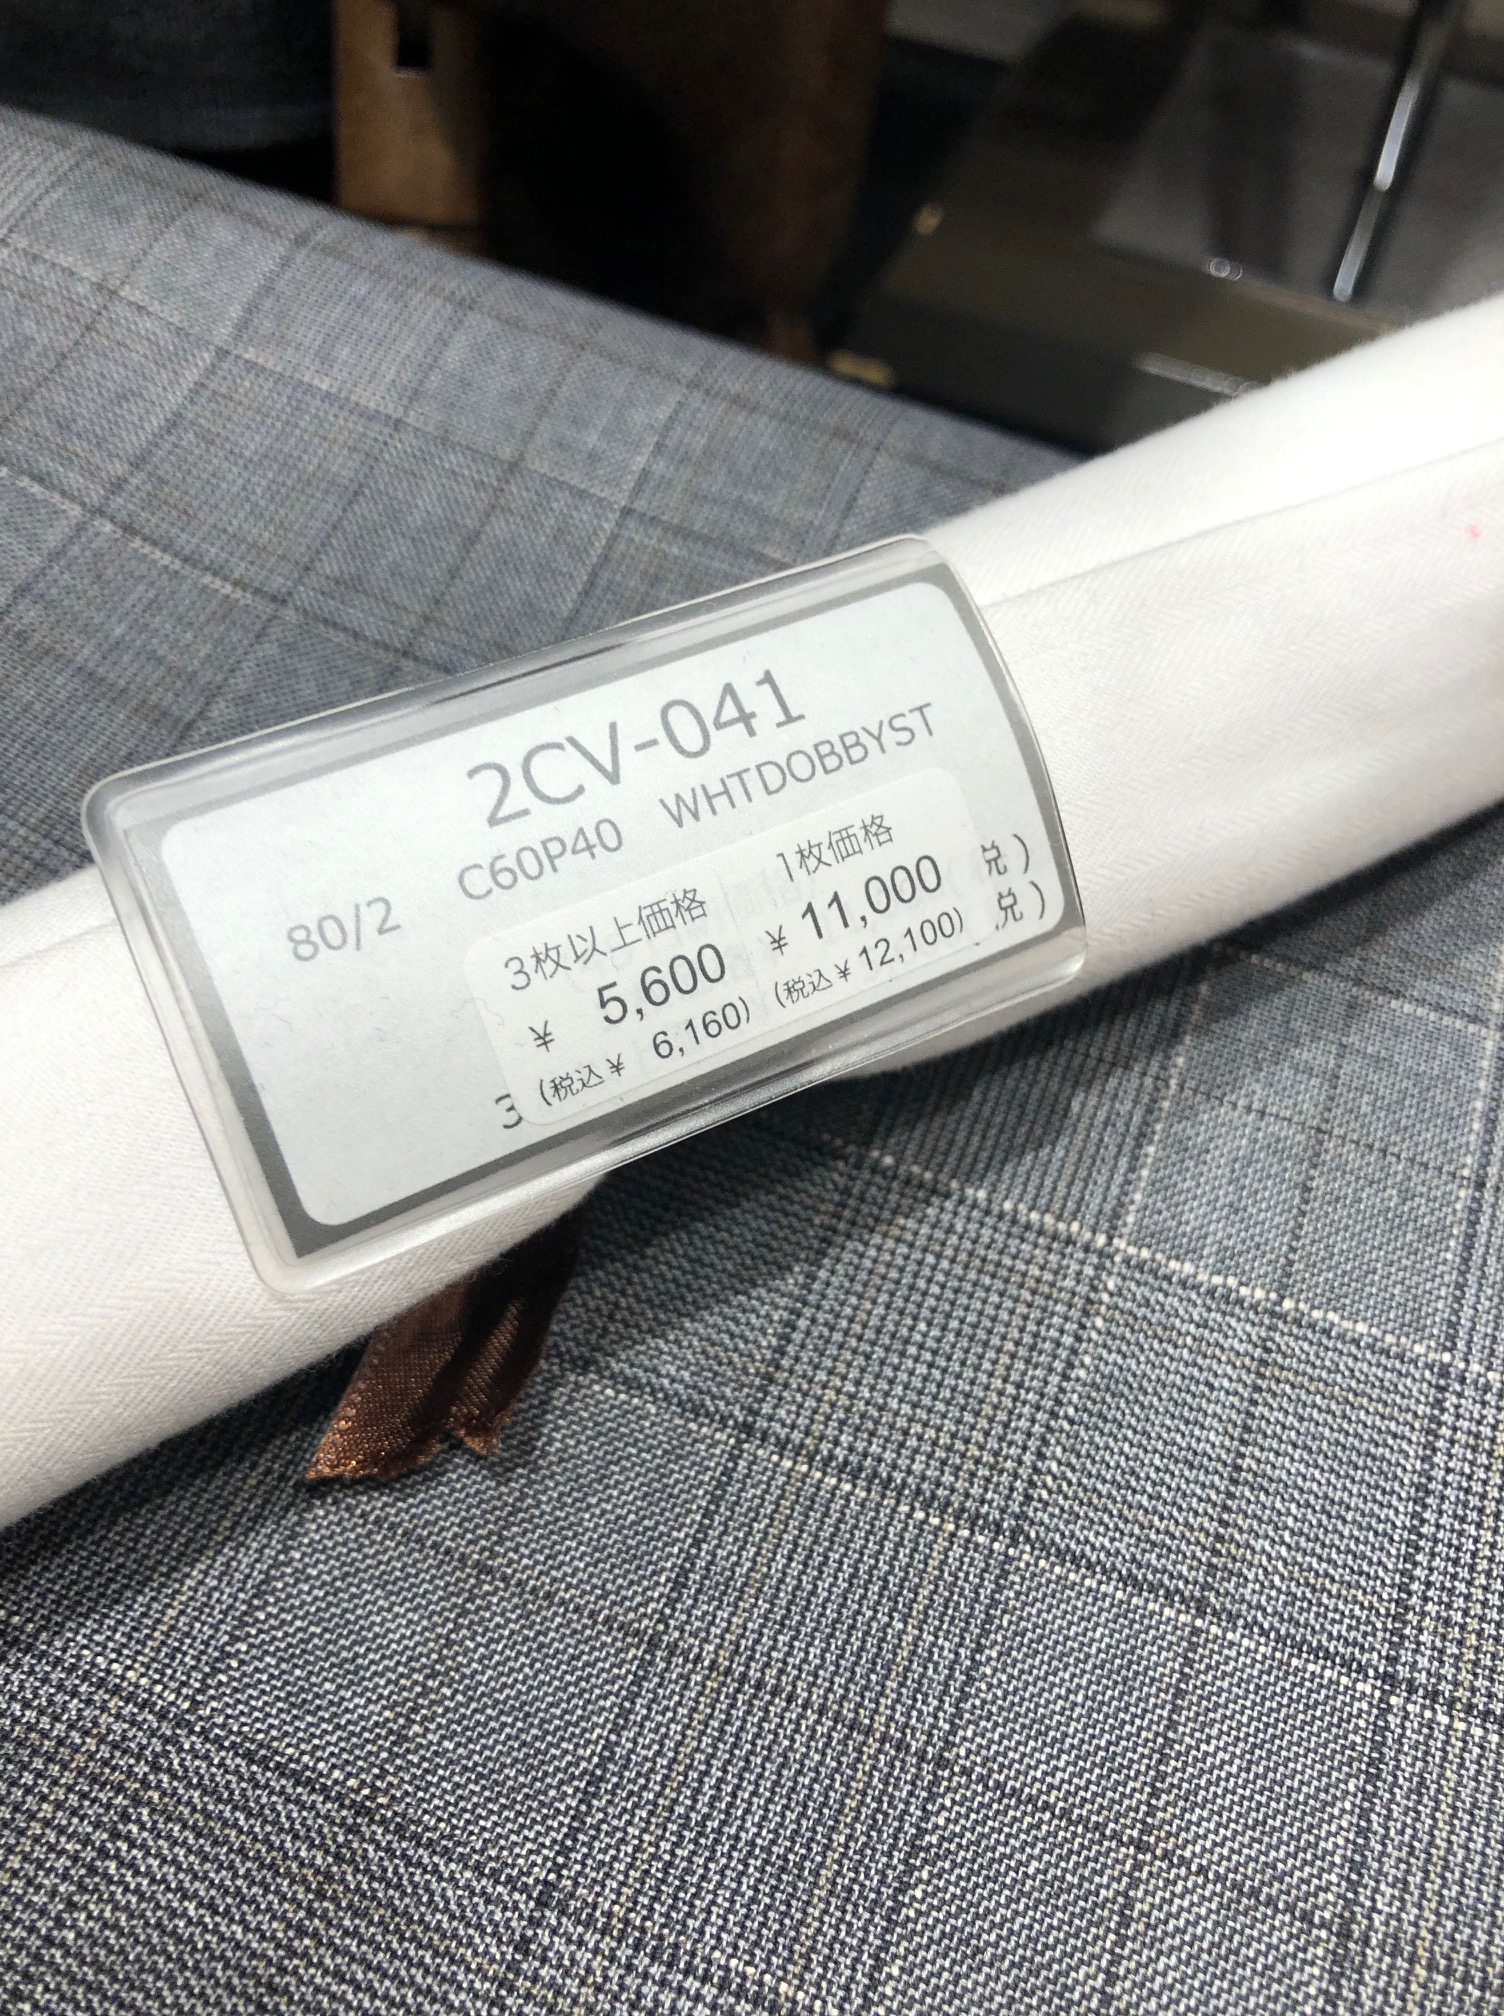 2CV-041
80/2 C60P40 WHTDOBBYST
3枚以上価格
¥ 5,600
(税込¥ 6,160)
1枚価格
¥ 11,000
(税込¥ 12,100)
)
)
3